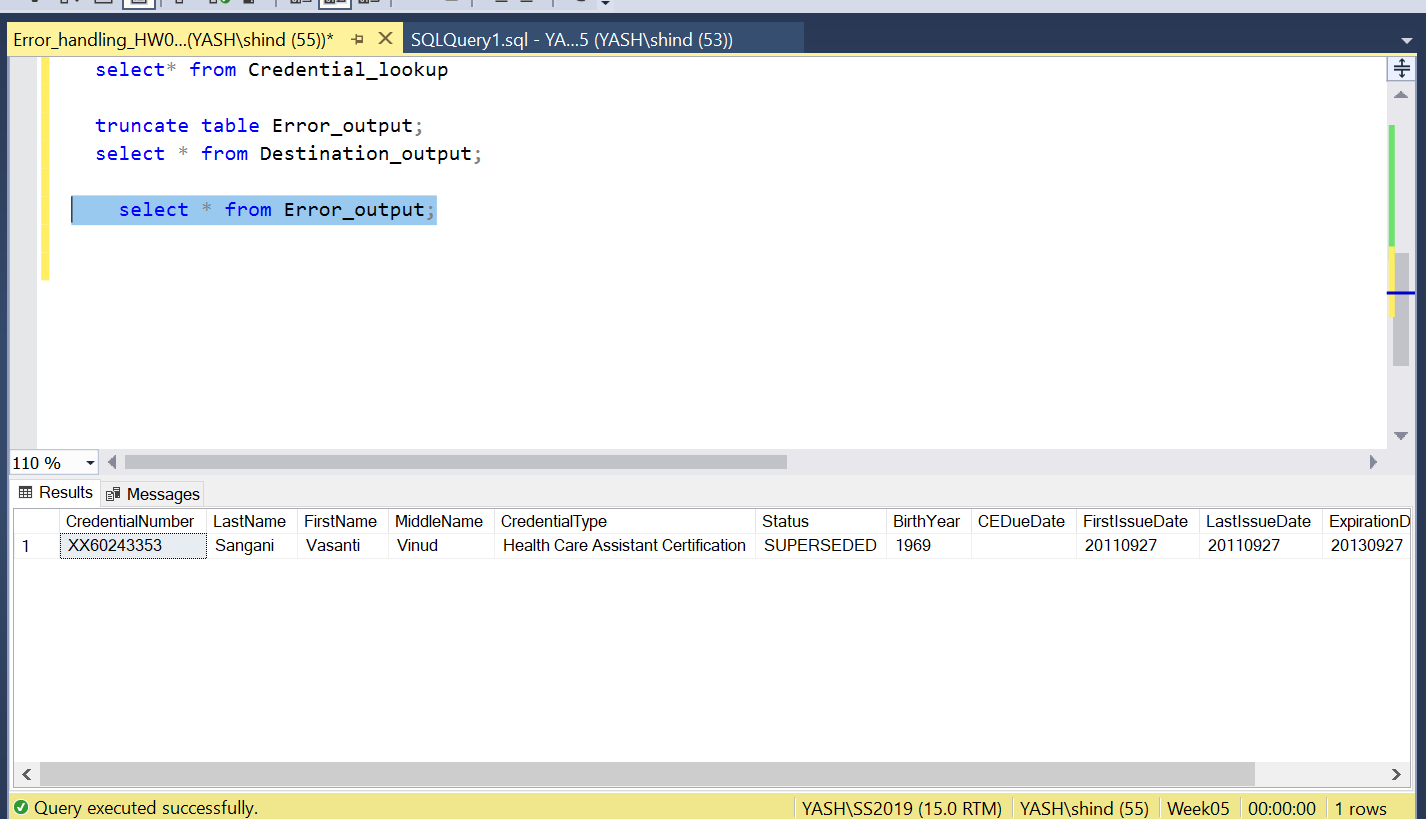 Error_handling_HW0...(YASH\shind (55))* SQLQuery1.sql - YA...5 (YASH\shind (53))
select* from Credential_lookup
truncate table Error_output;
select * from Destination_output;
select * from Error_output;
110 %
Results Messages
CredentialNumber LastName FirstName MiddleName CredentialType Status BirthYear CEDueDate FirstIssueDate LastIssueDate ExpirationD
1 XX60243353 Sangani Vasanti Vinud Health Care Assistant Certification SUPERSEDED 1969 20110927 20110927 20130927
Query executed successfully. YASH\SS2019 (15.0 RTM) YASH\shind (55) Week05 00:00:00 1 rows